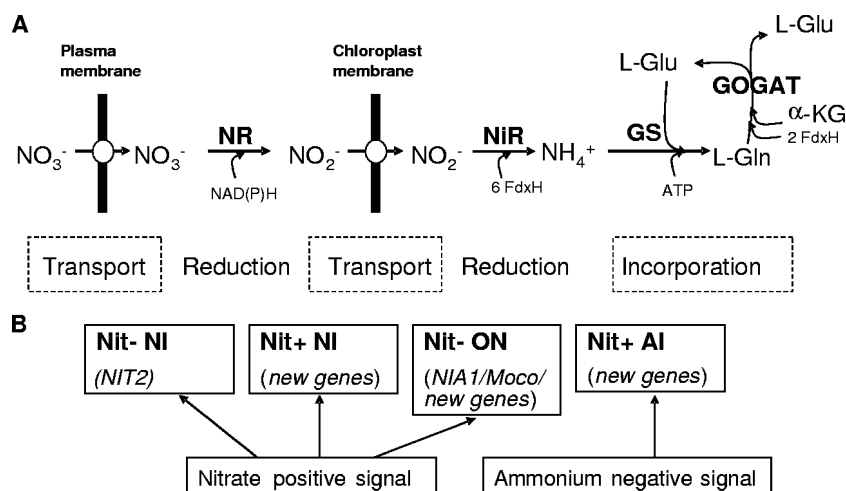 A
Plasma
membrane
Chloroplast
membrane
L-Glu
L-Glu
GOGAT
α-KG
2 FdxH
NO₃⁻
NO₃⁻
NR
NAD(P)H
NO₂⁻
NO₂⁻
NiR
6 FdxH
NH₄⁺
GS
ATP
L-Gln
Transport
Reduction
Transport
Reduction
Incorporation
B
Nit- NI
(NIT2)
Nit+ NI
(new genes)
Nit- ON
(NIA1/Moco/
new genes)
Nit+ AI
(new genes)
Nitrate positive signal
Ammonium negative signal